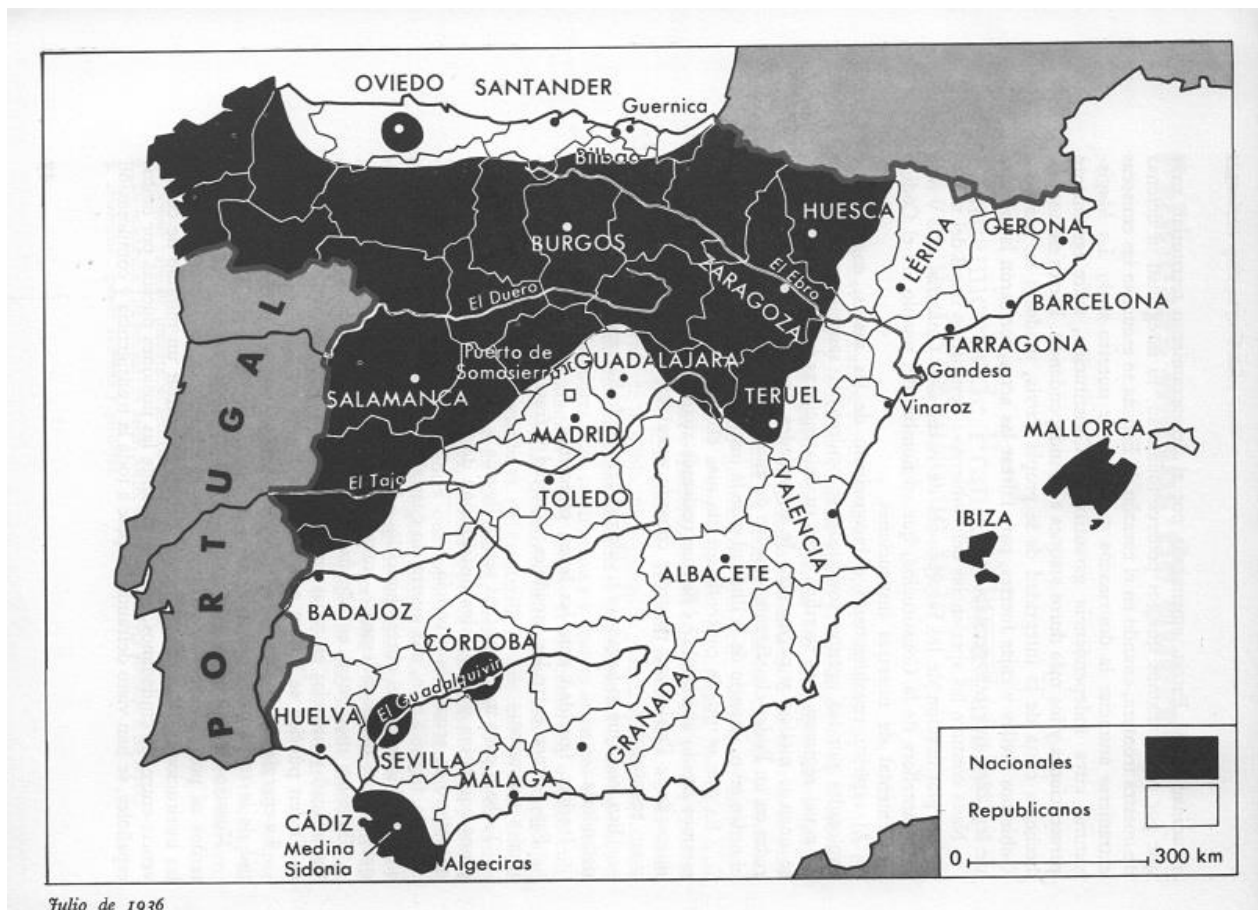 OVIEDO
SANTANDER
Guernica
Bilbao
HUESCA
GERONA
BURGOS
LÉRIDA
ZARAGOZA
El Ebro
El Duero
BARCELONA
TARRAGONA
Puerto de
Somosierra
GUADALAJARA
Gandesa
SALAMANCA
TERUEL
Vinaroz
MADRID
MALLORCA
PORTUGAL
El Tajo
TOLEDO
VALENCIA
IBIZA
ALBACETE
BADAJOZ
CÓRDOBA
El Guadalquivir
HUELVA
GRANADA
SEVILLA
MÁLAGA
CÁDIZ
Medina
Sidonia
Algeciras
Nacionales
Republicanos
0 300 km
Julio de 1936